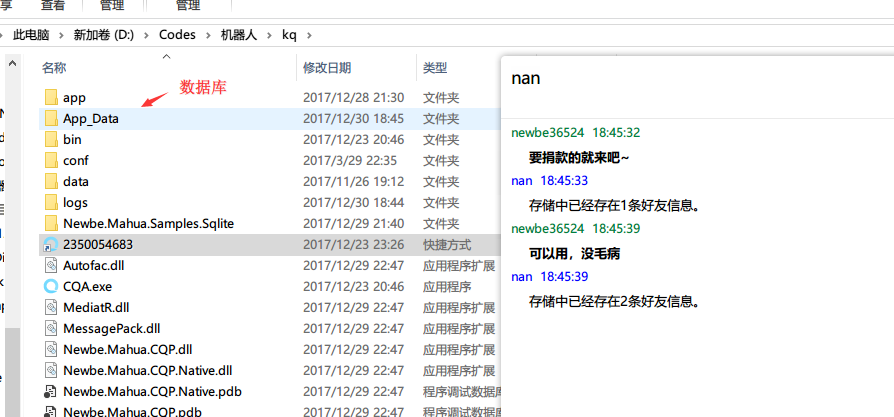 享 查看 管理 管理
此电脑 > 新加卷 (D:) > Codes > 机器人 > kq >
名称 修改日期 类型
数据库
app 2017/12/28 21:30 文件夹
App_Data 2017/12/30 18:45 文件夹
bin 2017/12/23 20:46 文件夹
conf 2017/3/29 22:35 文件夹
data 2017/11/26 19:12 文件夹
logs 2017/12/30 18:44 文件夹
Newbe.Mahua.Samples.Sqlite 2017/12/29 21:40 文件夹
2350054683 2017/12/23 23:26 快捷方式
Autofac.dll 2017/12/29 22:47 应用程序扩展
CQA.exe 2017/12/23 20:46 应用程序
MediatR.dll 2017/12/29 22:47 应用程序扩展
MessagePack.dll 2017/12/29 22:47 应用程序扩展
Newbe.Mahua.CQP.dll 2017/12/29 22:47 应用程序扩展
Newbe.Mahua.CQP.Native.dll 2017/12/29 22:47 应用程序扩展
Newbe.Mahua.CQP.Native.pdb 2017/12/29 22:47 程序调试数据库
Newbe.Mahua.CQP.pdb 2017/12/29 22:47 程序调试数据库
nan
newbe36524 18:45:32
要捐款的就来吧~
nan 18:45:33
存储中已经存在1条好友信息。
newbe36524 18:45:39
可以用，没毛病
nan 18:45:39
存储中已经存在2条好友信息。